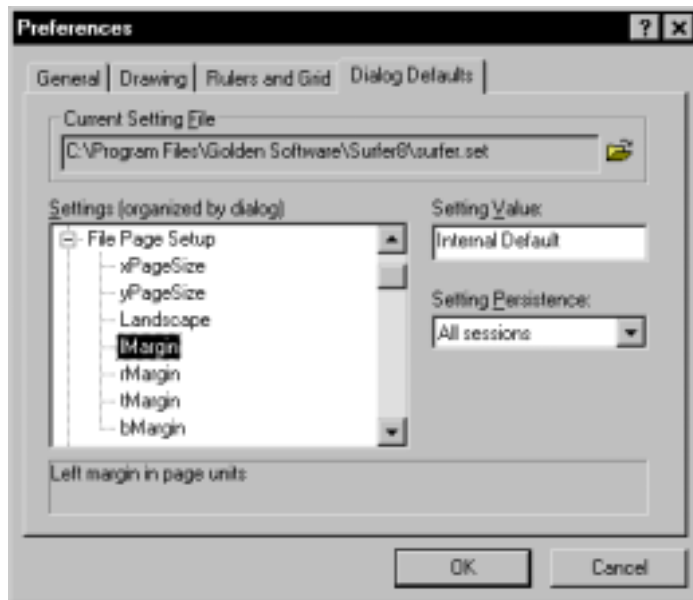 Preferences
General Drawing Rulers and Grid Dialog Defaults
Current Setting File
C:\Program Files\Golden Software\Surfer8\surfer.set
Settings (organized by dialog)
File Page Setup
xPageSize
yPageSize
Landscape
lMargin
rMargin
tMargin
bMargin
Setting Value:
Internal Default
Setting Persistence:
All sessions
Left margin in page units
OK Cancel